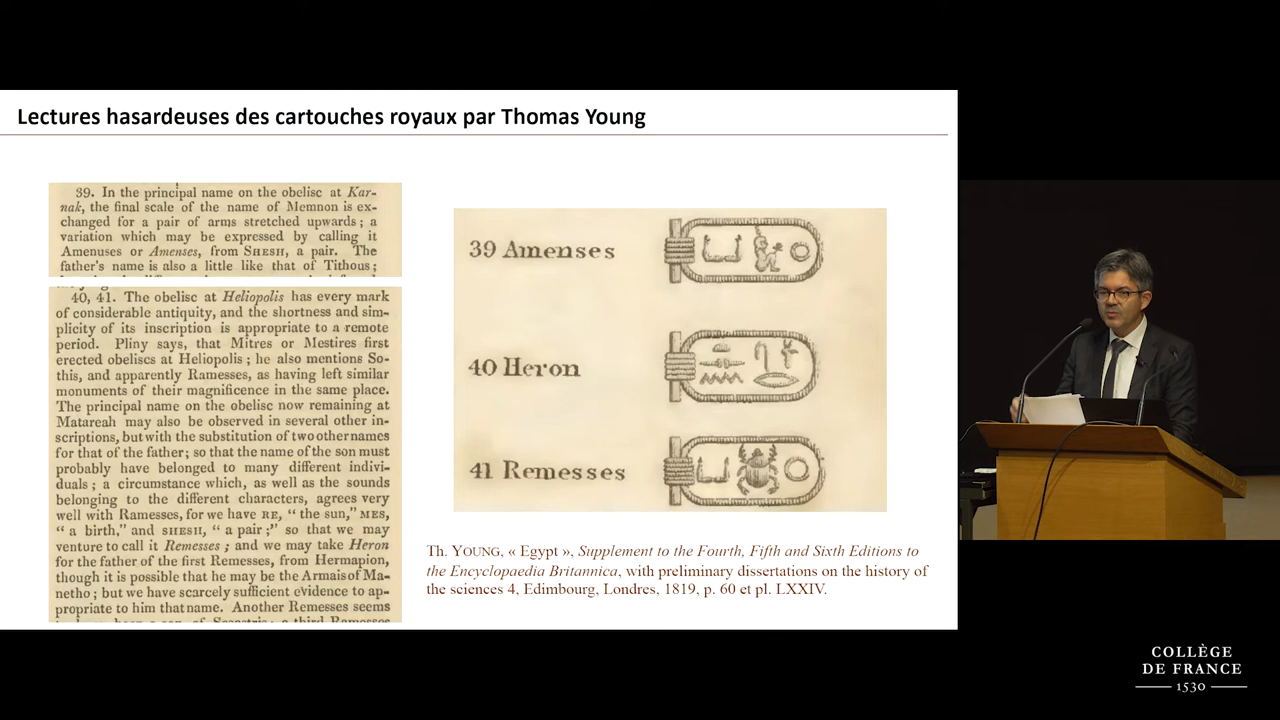 Lectures hasardeuses des cartouches royaux par Thomas Young
39. In the principal name on the obelisc at Kar-
nak, the final scale of the name of Memnon is ex-
changed for a pair of arms stretched upwards; a
variation which may be expressed by calling it
Amenuses or Amenses, from SHESH, a pair. The
father's name is also a little like that of Tithous;
40, 41. The obelisc at Heliopolis has every mark
of considerable antiquity, and the shortness and sim-
plicity of its inscription is appropriate to a remote
period. Pliny says, that Mitres or Mestires first
erected obeliscs at Heliopolis; he also mentions So-
this, and apparently Ramesses, as having left similar
monuments of their magnificence in the same place.
The principal name on the obelisc now remaining at
Matareah may also be observed in several other in-
scriptions, but with the substitution of two other names
for that of the father; so that the name of the son must
probably have belonged to many different indivi-
duals; a circumstance which, as well as the sounds
belonging to the different characters, agrees very
well with Ramesses, for we have RE, "the sun," MES,
"a birth," and SHESH, "a pair;" so that we may
venture to call it Remesses; and we may take Heron
for the father of the first Remesses, from Hermapion,
though it is possible that he may be the Armais of Ma-
netho; but we have scarcely sufficient evidence to ap-
propriate to him that name. Another Remesses seems
39 Amenses
40 Heron
41 Remesses
Th. YOUNG, « Egypt », Supplement to the Fourth, Fifth and Sixth Editions to
the Encyclopaedia Britannica, with preliminary dissertations on the history of
the sciences 4, Edimbourg, Londres, 1819, p. 60 et pl. LXXIV.
COLLÈGE
DE FRANCE
1530